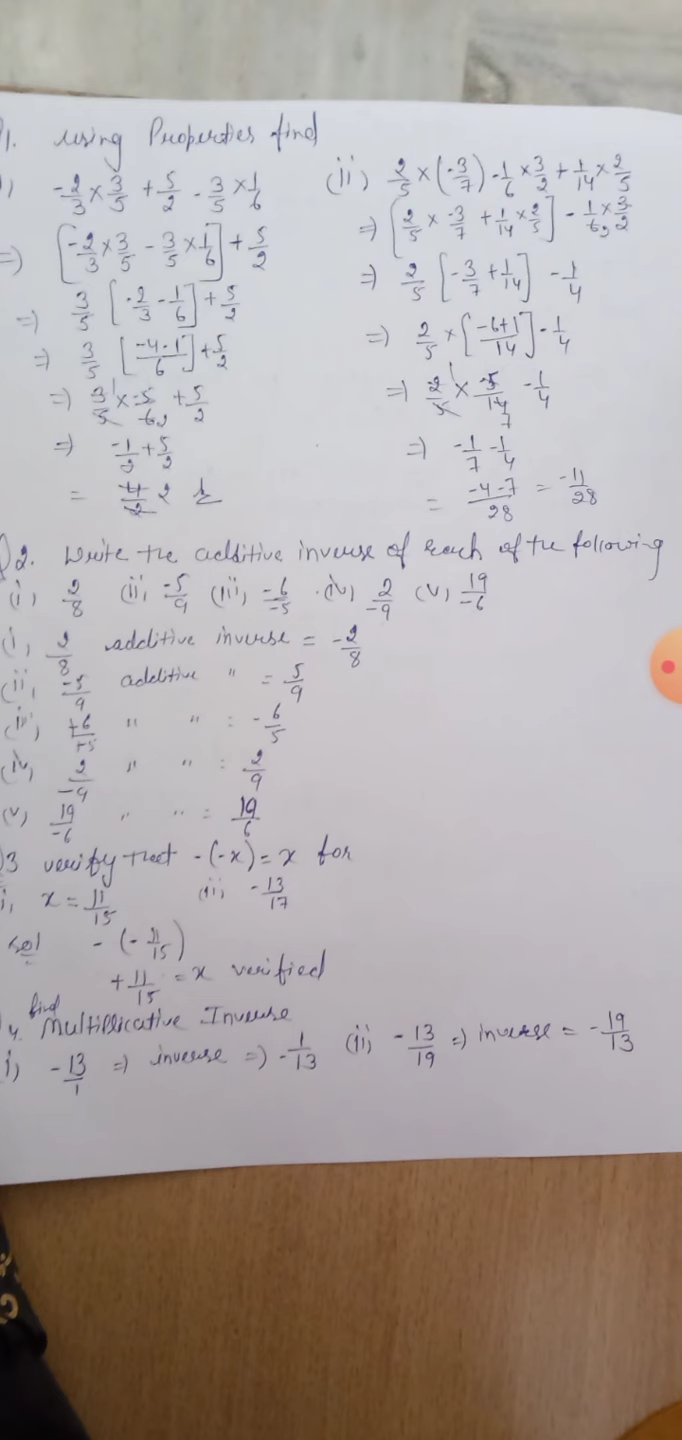 1. using Properties find
i) -2/3 × 3/5 + 5/2 - 3/5 × 1/6
=> [-2/3 × 3/5 - 3/5 × 1/6] + 5/2
=> 3/5 [-2/3 - 1/6] + 5/2
=> 3/5 [-4-1/6] + 5/2
=> 3/5 × -5/6 + 5/2
=> -1/2 + 5/2
= 4/2 2
(ii) 2/5 × (-3/7) - 1/6 × 3/2 + 1/14 × 2/5
=> [2/5 × -3/7 + 1/14 × 2/5] - 1/6 × 3/2
=> 2/5 [-3/7 + 1/14] - 1/4
=> 2/5 × [-6+1/14] - 1/4
=> 2/5 × -5/14 - 1/4
=> -1/7 - 1/4
= -4-7/28 = -11/28
Q2. Write the additive inverse of each of the following
(i) 2/8 (ii) -5/9 (iii) -6/-5 (iv) 2/-9 (v) 19/-6
(i) 2/8 additive inverse = -2/8
(ii) -5/9 additive " = 5/9
(iii) +6/+5 " " = -6/5
(iv) 2/-9 " " = 2/9
(v) 19/-6 " " = 19/6
3 verify that -(-x) = x for
i, x = 11/15 (ii) -13/17
sol -(-11/15)
+11/15 = x verified
4. find Multiplicative Inverse
i) -13/1 => inverse => -1/13 (ii) -13/19 => inverse = -19/13